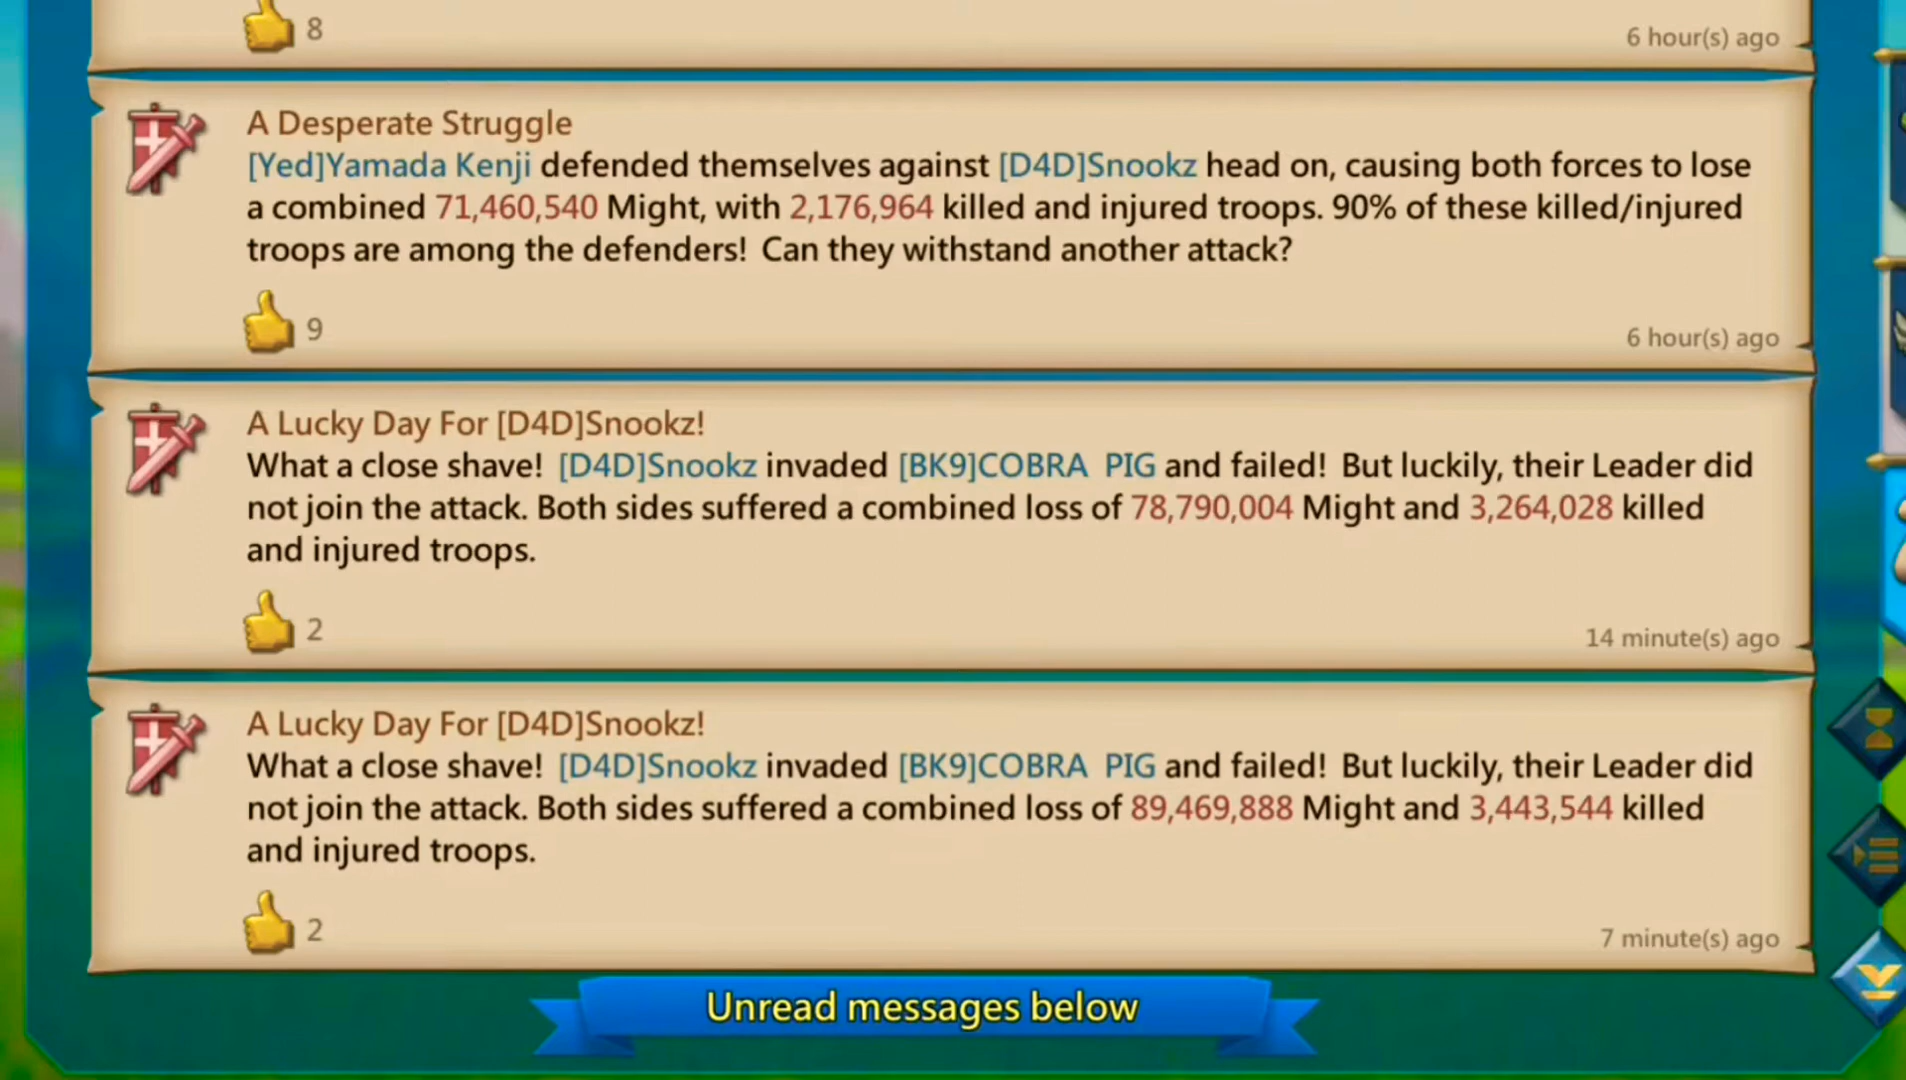 8
6 hour(s) ago
A Desperate Struggle
[Yed]Yamada Kenji defended themselves against [D4D]Snookz head on, causing both forces to lose
a combined 71,460,540 Might, with 2,176,964 killed and injured troops. 90% of these killed/injured
troops are among the defenders! Can they withstand another attack?
9
6 hour(s) ago
A Lucky Day For [D4D]Snookz!
What a close shave! [D4D]Snookz invaded [BK9]COBRA PIG and failed! But luckily, their Leader did
not join the attack. Both sides suffered a combined loss of 78,790,004 Might and 3,264,028 killed
and injured troops.
2
14 minute(s) ago
A Lucky Day For [D4D]Snookz!
What a close shave! [D4D]Snookz invaded [BK9]COBRA PIG and failed! But luckily, their Leader did
not join the attack. Both sides suffered a combined loss of 89,469,888 Might and 3,443,544 killed
and injured troops.
2
7 minute(s) ago
Unread messages below